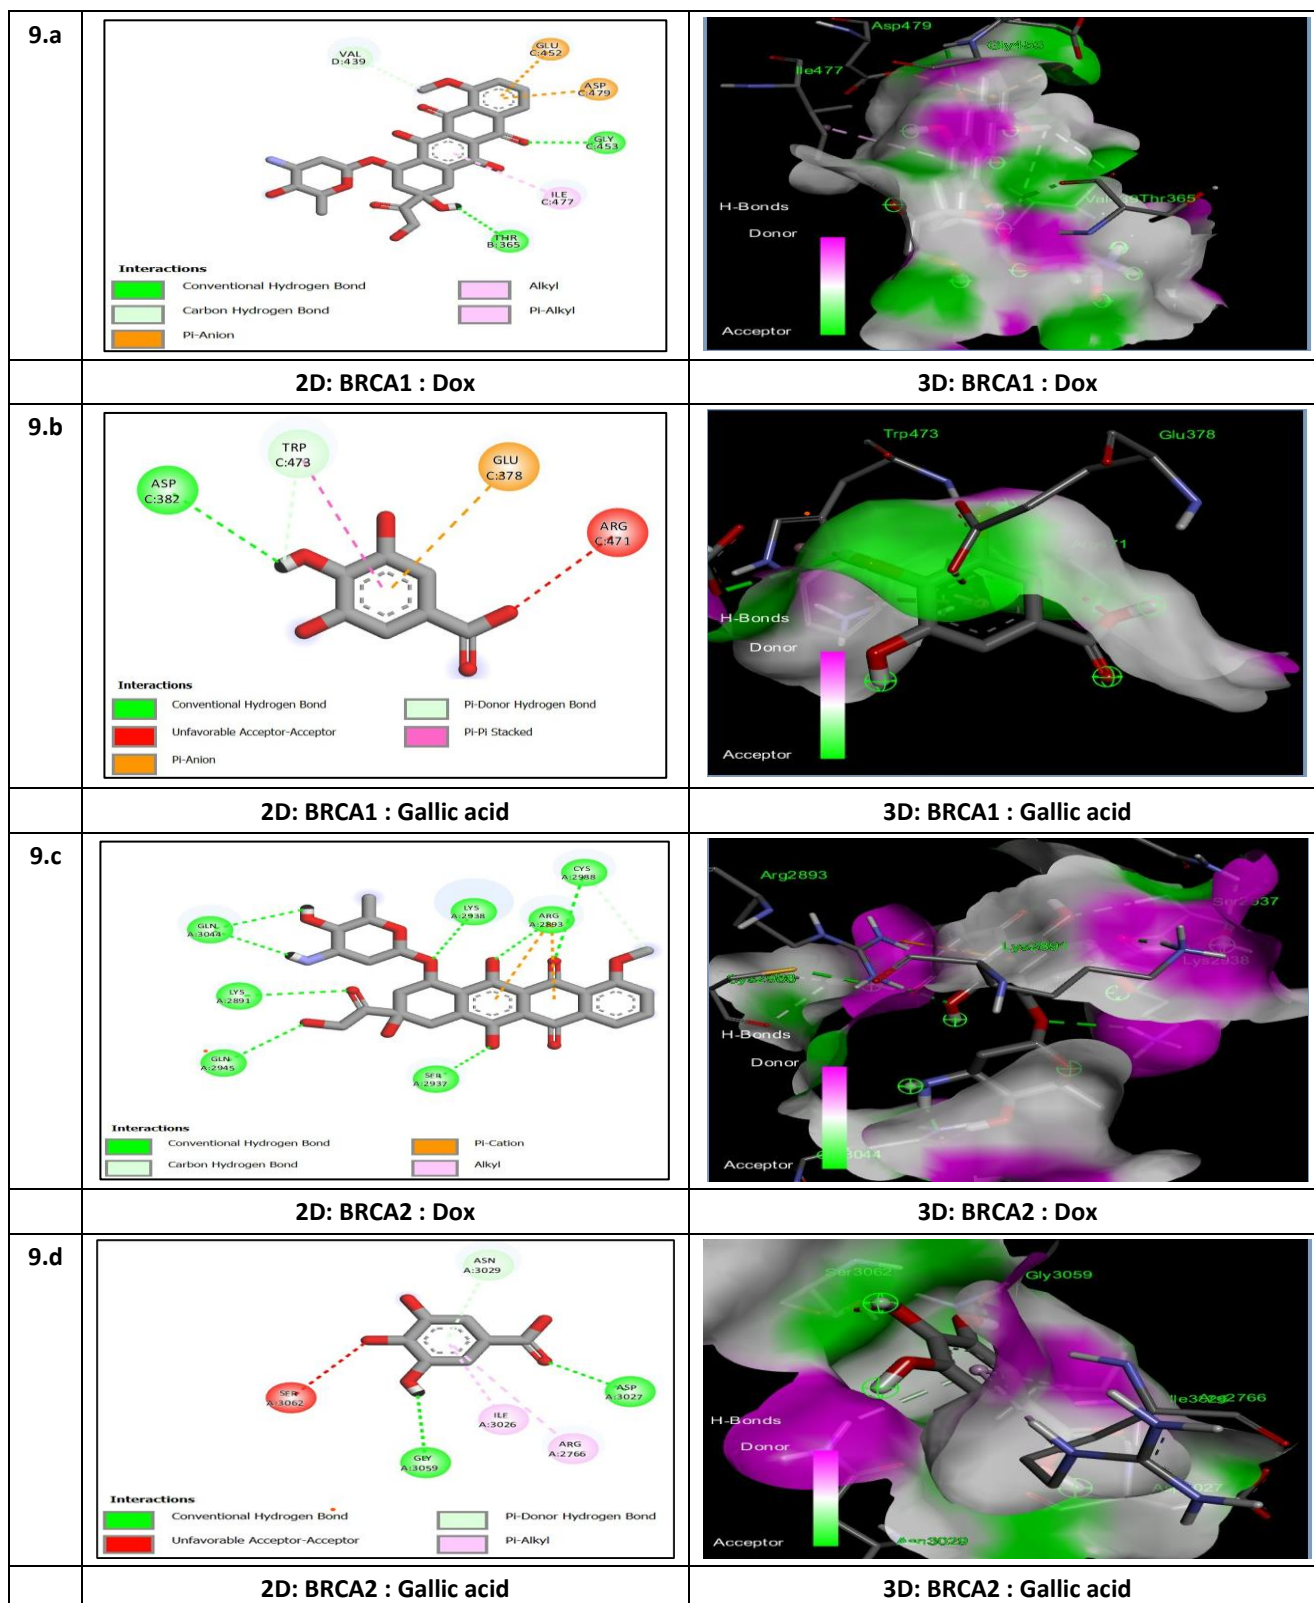 9.a
VAL
D:439
GLU
C:452
ASP
C:479
GLY
C:453
ILE
C:477
THR
B:365
Interactions
Conventional Hydrogen Bond
Carbon Hydrogen Bond
Pi-Anion
Alkyl
Pi-Alkyl
Asp479
Gly453
Ile477
Thr365
H-Bonds
Donor
Acceptor
2D: BRCA1 : Dox
3D: BRCA1 : Dox
9.b
TRP
C:473
ASP
C:382
GLU
C:378
ARG
C:471
Interactions
Conventional Hydrogen Bond
Unfavorable Acceptor-Acceptor
Pi-Anion
Pi-Donor Hydrogen Bond
Pi-Pi Stacked
Trp473
Glu378
H-Bonds
Donor
Acceptor
2D: BRCA1 : Gallic acid
3D: BRCA1 : Gallic acid
9.c
CYS
A:2988
LYS
A:2938
ARG
A:2893
GLN
A:3044
LYS
A:2891
GLN
A:2945
SER
A:2937
Interactions
Conventional Hydrogen Bond
Carbon Hydrogen Bond
Pi-Cation
Alkyl
Arg2893
Ser2937
Lys2891
Lys2938
H-Bonds
Donor
Acceptor
2D: BRCA2 : Dox
3D: BRCA2 : Dox
9.d
ASN
A:3029
SER
A:3062
ASP
A:3027
ILE
A:3026
ARG
A:2766
GLY
A:3059
Interactions
Conventional Hydrogen Bond
Unfavorable Acceptor-Acceptor
Pi-Donor Hydrogen Bond
Pi-Alkyl
Ser3062
Gly3059
H-Bonds
Donor
Acceptor
Asn3029
2D: BRCA2 : Gallic acid
3D: BRCA2 : Gallic acid